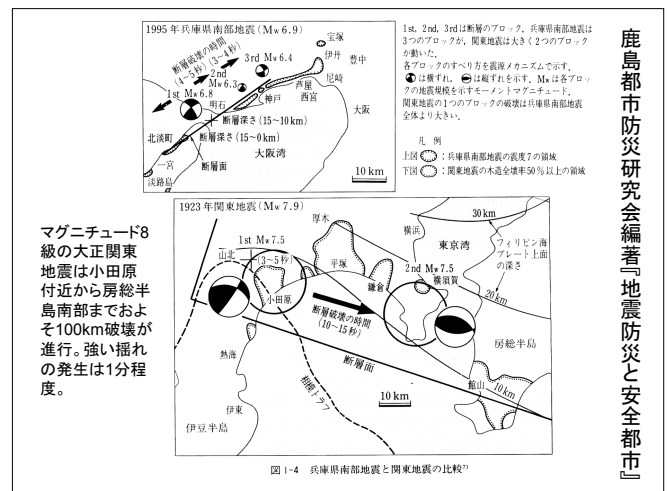 1995年兵庫県南部地震(Mw6.9)
宝塚
伊丹
豊中
断層破壊の時間
(4～5秒)(3～4秒)
3rd Mw6.4
2nd
Mw6.3
尼崎
芦屋
西宮
1st Mw6.8
神戸
明石
大阪
断層深さ(15～10km)
北淡町
断層深さ(15～0km)
断層面
大阪湾
一宮
淡路島
10km
1st, 2nd, 3rdは断層のブロック、兵庫県南部地震は
3つのブロックが、関東地震は大きく2つのブロック
が動いた.
各ブロックのすべり方を震源メカニズムで示す.
は横ずれ, は縦ずれを示す. Mwは各ブロッ
クの地震規模を示すモーメントマグニチュード.
関東地震の1つのブロックの破壊は兵庫県南部地震
全体より大きい.
凡 例
上図 :兵庫県南部地震の震度7の領域
下図 :関東地震の木造全壊率50%以上の領域
鹿島都市防災研究会編著『地震防災と安全都市』
マグニチュード8
級の大正関東
地震は小田原
付近から房総半
島南部までおよ
そ100km破壊が
進行。強い揺れ
の発生は1分程
度。
1923年関東地震(Mw7.9)
厚木
横浜
30km
東京湾
フィリピン海
プレート上面
の深さ
1st Mw7.5
山北
(3～5秒)
平塚
鎌倉
2nd Mw7.5
横須賀
小田原
20km
断層破壊の時間
(10～15秒)
房総半島
熱海
断層面
館山
10km
相模トラフ
10km
伊東
伊豆半島
図1-4 兵庫県南部地震と関東地震の比較7)